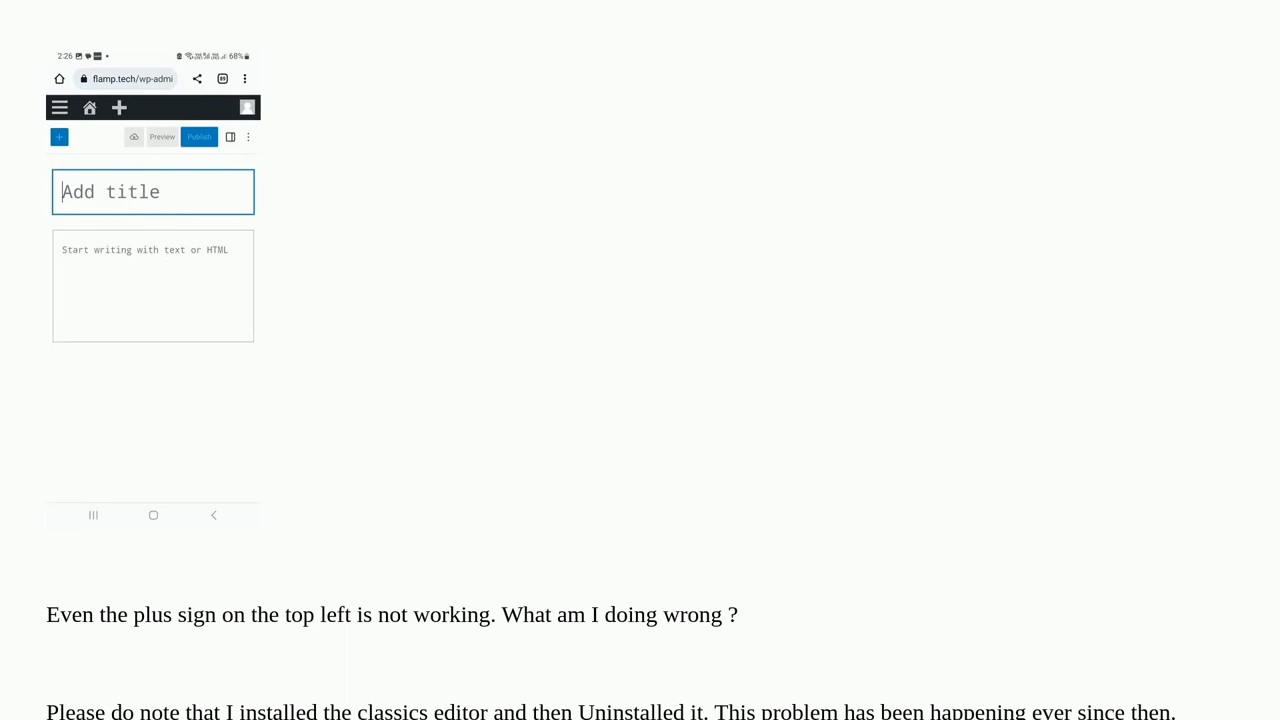 2:26 68%
flamp.tech/wp-admi 89
+ Preview Publish
Add title
Start writing with text or HTML
Even the plus sign on the top left is not working. What am I doing wrong ?
Please do note that I installed the classics editor and then Uninstalled it. This problem has been happening ever since then.